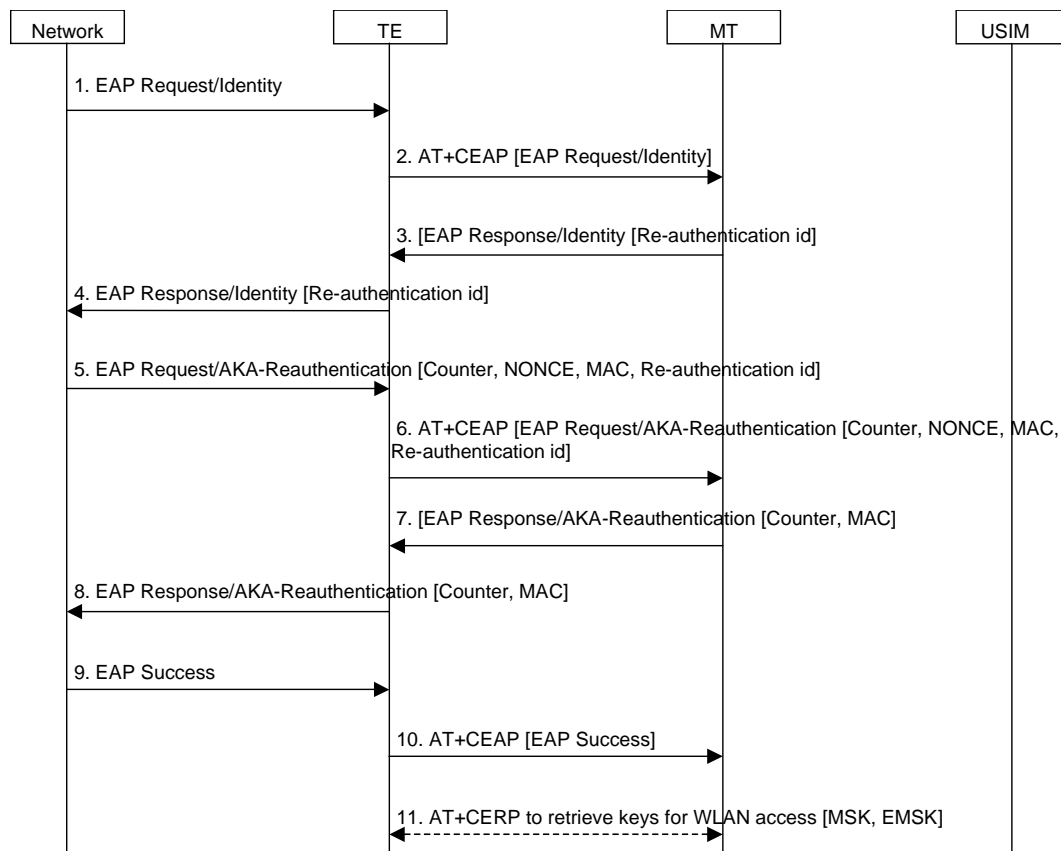 Network
TE
MT
USIM
1. EAP Request/Identity
2. AT+CEAP [EAP Request/Identity]
3. [EAP Response/Identity [Re-authentication id]
4. EAP Response/Identity [Re-authentication id]
5. EAP Request/AKA-Reauthentication [Counter, NONCE, MAC, Re-authentication id]
6. AT+CEAP [EAP Request/AKA-Reauthentication [Counter, NONCE, MAC,
Re-authentication id]
7. [EAP Response/AKA-Reauthentication [Counter, MAC]
8. EAP Response/AKA-Reauthentication [Counter, MAC]
9. EAP Success
10. AT+CEAP [EAP Success]
11. AT+CERP to retrieve keys for WLAN access [MSK, EMSK]